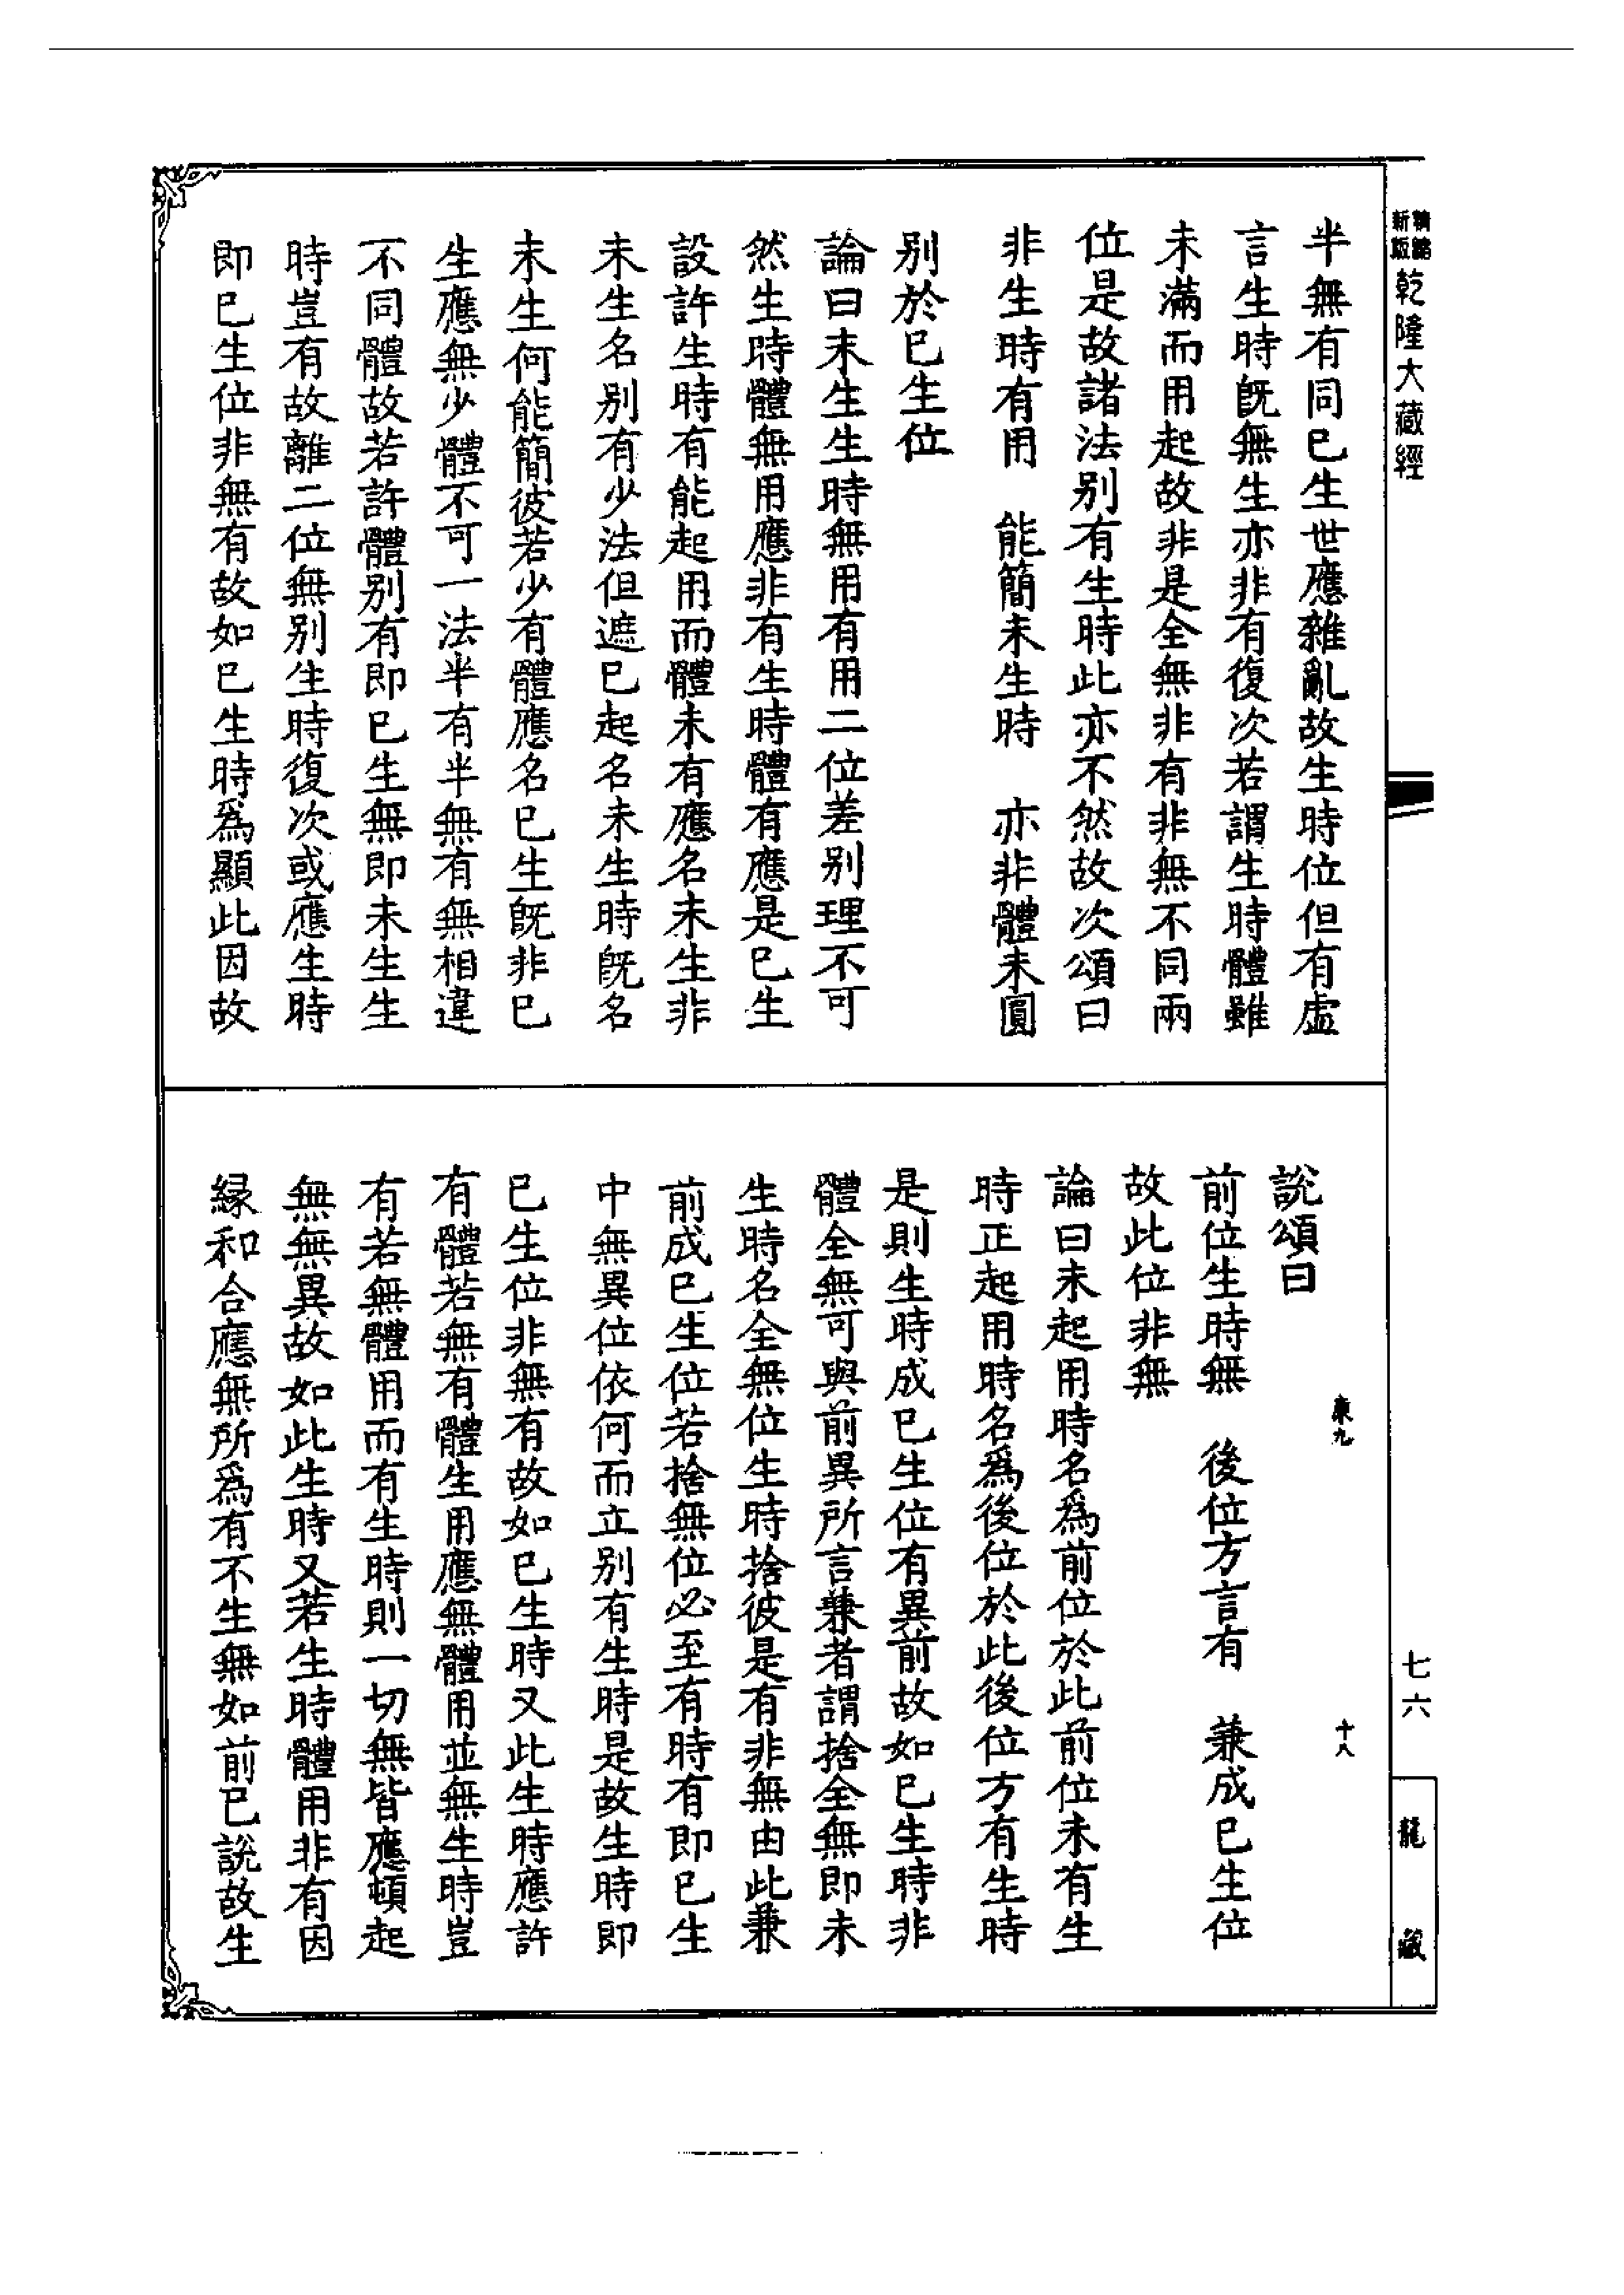 新版精縮乾隆大藏經
半無有同已生世應雜亂故生時位但有虛
言生時旣無生亦非有復次若謂生時體雖
未滿而用起故非是全無非有非無不同兩
位是故諸法別有生時此亦不然故次頌曰
非生時有用　能簡未生時　亦非體未圓
別於已生位
論曰未生生時無用有用二位差別理不可
然生時體無用應非有生時體有應是已生
設許生時有能起用而體未有應名未生非
未生名別有少法但遮已起名未生時旣名
未生何能簡彼若少有體應名已生旣非已
生應無少體不可一法半有半無有無相違
不同體故若許體別有即已生無即未生生
時豈有故離二位無別生時復次或應生時
即已生位非無有故如已生時爲顯此因故
說頌曰
前位生時無　後位方言有　兼成已生位
故此位非無
論曰未起用時名爲前位於此前位未有生
時正起用時名爲後位於此後位方有生時
是則生時成已生位有異前故如已生時非
體全無可與前異所言兼者謂捨全無即未
生時名全無位生時捨彼是有非無由此兼
前成已生位若捨無位必至有時有即已生
中無異位依何而立別有生時是故生時即
已生位非無有故如已生時又此生時應許
有體若無有體生用應無體用並無生時豈
有若無體用而有生時則一切無皆應頓起
無無異故如此生時又若生時體用非有因
緣和合應無所爲有不生無如前已說故生
東九
十八
七六
龍藏